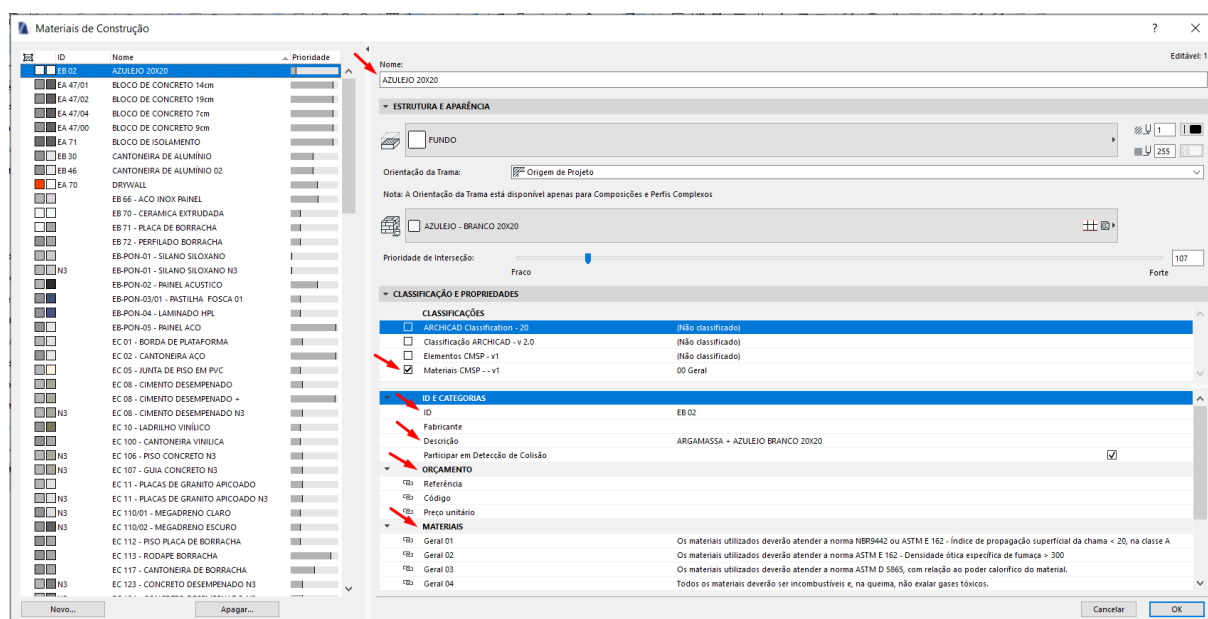 Materiais de Construção
? ×
ID Nome Prioridade
EB 02 AZULEJO 20X20
EA 47/01 BLOCO DE CONCRETO 14cm
EA 47/02 BLOCO DE CONCRETO 19cm
EA 47/04 BLOCO DE CONCRETO 7cm
EA 47/00 BLOCO DE CONCRETO 9cm
EA 71 BLOCO DE ISOLAMENTO
EB 30 CANTONEIRA DE ALUMÍNIO
EB 46 CANTONEIRA DE ALUMÍNIO 02
EA 70 DRYWALL
EB 66 - ACO INOX PAINEL
EB 70 - CERAMICA EXTRUDADA
EB 71 - PLACA DE BORRACHA
EB 72 - PERFILADO BORRACHA
EB-PON-01 - SILANO SILOXANO
N3 EB-PON-01 - SILANO SILOXANO N3
EB-PON-02 - PAINEL ACUSTICO
EB-PON-03/01 - PASTILHA FOSCA 01
EB-PON-04 - LAMINADO HPL
EB-PON-05 - PAINEL ACO
EC 01 - BORDA DE PLATAFORMA
EC 02 - CANTONEIRA AÇO
EC 05 - JUNTA DE PISO EM PVC
EC 08 - CIMENTO DESEMPENADO
EC 08 - CIMENTO DESEMPENADO +
N3 EC 08 - CIMENTO DESEMPENADO N3
EC 10 - LADRILHO VINÍLICO
EC 100 - CANTONEIRA VINILICA
N3 EC 106 - PISO CONCRETO N3
N3 EC 107 - GUIA CONCRETO N3
EC 11 - PLACAS DE GRANITO APICOADO
N3 EC 11 - PLACAS DE GRANITO APICOADO N3
N3 EC 110/01 - MEGADRENO CLARO
N3 EC 110/02 - MEGADRENO ESCURO
EC 112 - PISO PLACA DE BORRACHA
EC 113 - RODAPE BORRACHA
EC 117 - CANTONEIRA DE BORRACHA
N3 EC 123 - CONCRETO DESEMPENADO N3
Novo... Apagar...
Editável: 1
Nome:
AZULEJO 20X20
ESTRUTURA E APARÊNCIA
FUNDO
1
255
Orientação da Trama: Origem de Projeto
Nota: A Orientação da Trama está disponível apenas para Composições e Perfis Complexos
AZULEJO - BRANCO 20X20
Prioridade de Interseção: 107
Fraco Forte
CLASSIFICAÇÃO E PROPRIEDADES
CLASSIFICAÇÕES
ARCHICAD Classification - 20 (Não classificado)
Classificação ARCHICAD - v 2.0 (Não classificado)
Elementos CMSP - v1 (Não classificado)
Materiais CMSP - - v1 00 Geral
ID E CATEGORIAS
ID EB 02
Fabricante
Descrição ARGAMASSA + AZULEJO BRANCO 20X20
Participar em Detecção de Colisão
ORÇAMENTO
Referência
Código
Preço unitário
MATERIAIS
Geral 01 Os materiais utilizados deverão atender a norma NBR9442 ou ASTM E 162 - Índice de propagação superfícial da chama < 20, na classe A
Geral 02 Os materiais utilizados deverão atender a norma ASTM E 162 - Densidade ótica específica de fumaça > 300
Geral 03 Os materiais utilizados deverão atender a norma ASTM D 5865, com relação ao poder calorífico do material.
Geral 04 Todos os materiais deverão ser incombustíveis e, na queima, não exalar gases tóxicos.
Cancelar OK